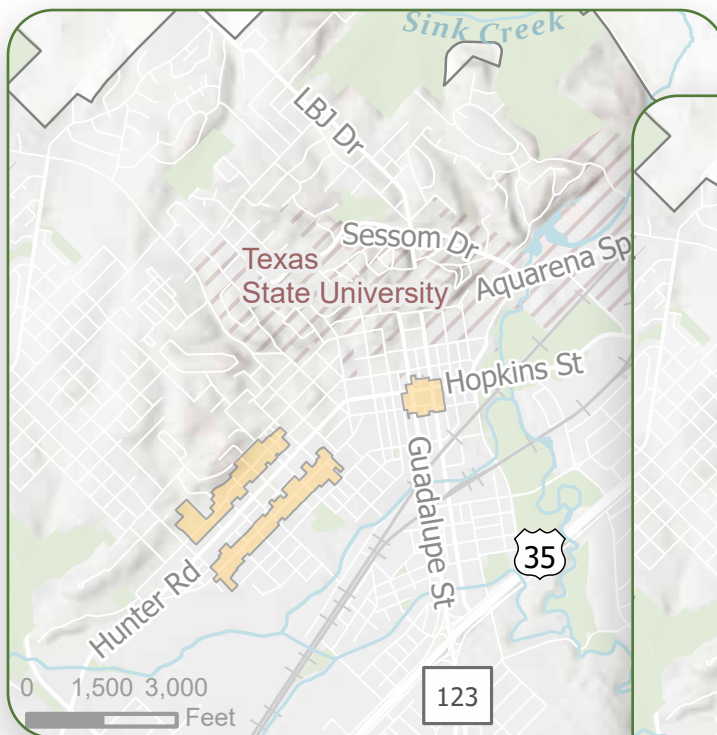 Sink Creek
LBJ Dr
Sessom Dr
Texas
State University
Aquarena Sp
Hopkins St
Guadalupe St
35
Hunter Rd
0 1,500 3,000
Feet
123